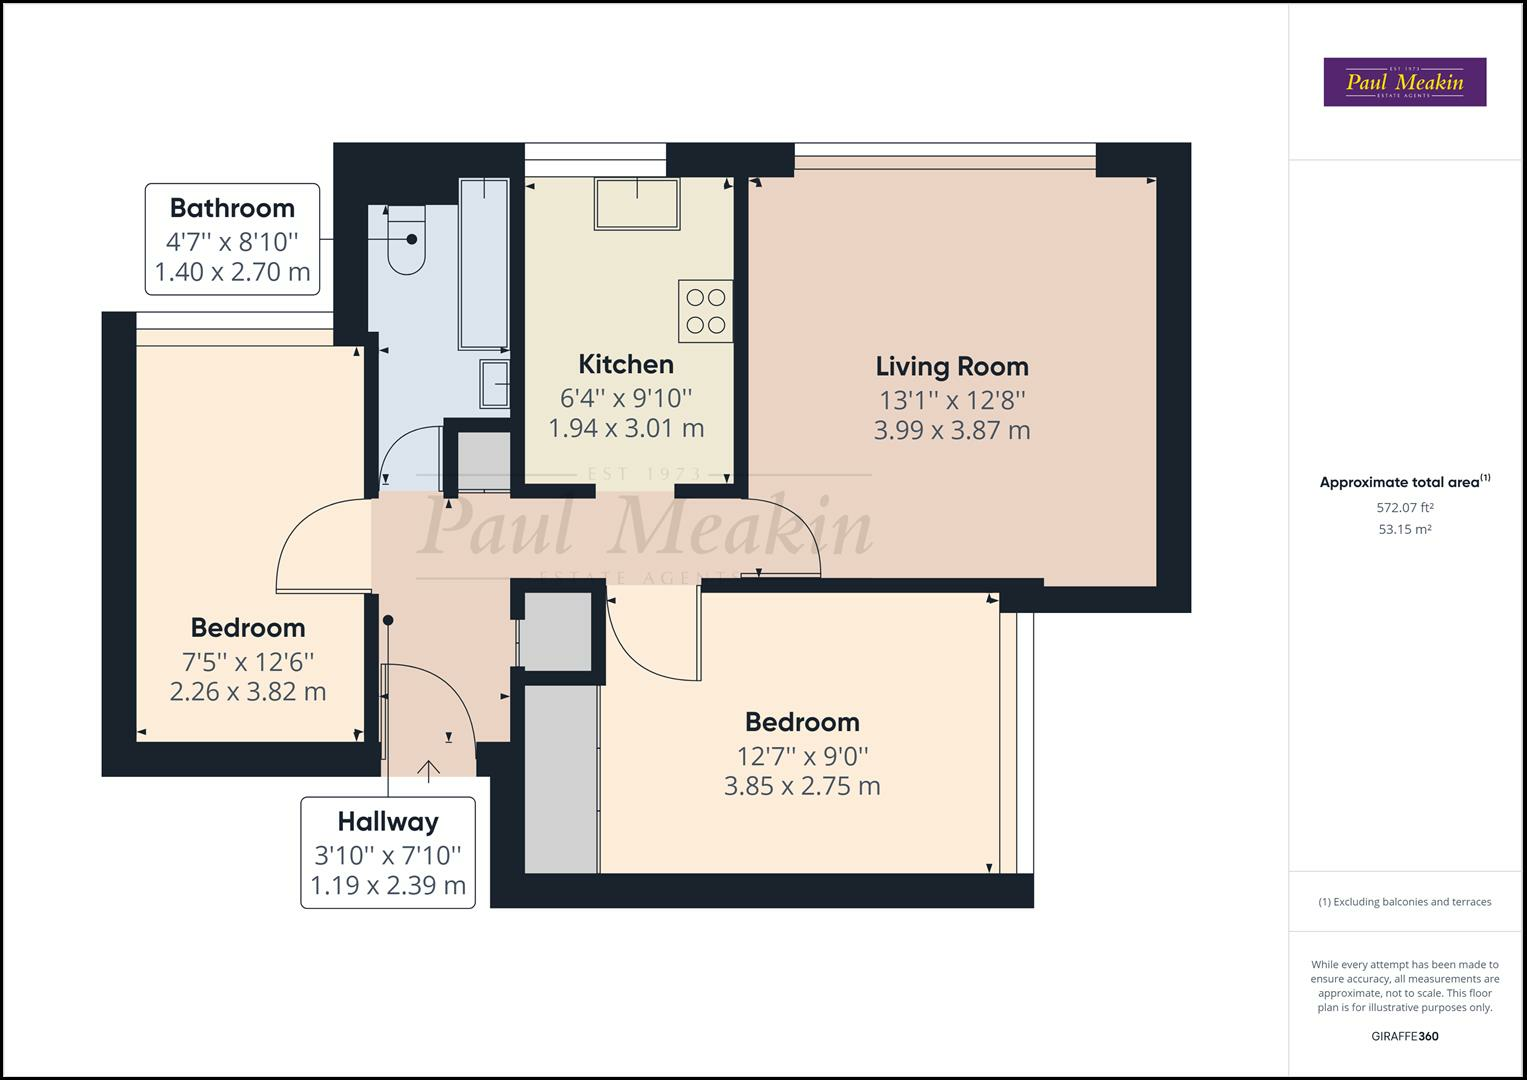 EST 1973
Paul Meakin
ESTATE AGENTS
Bathroom
4'7'' x 8'10''
1.40 x 2.70 m
Kitchen
6'4'' x 9'10''
1.94 x 3.01 m
Living Room
13'1'' x 12'8''
3.99 x 3.87 m
EST 1973
Paul Meakin
ESTATE AGENTS
Bedroom
7'5'' x 12'6''
2.26 x 3.82 m
Bedroom
12'7'' x 9'0''
3.85 x 2.75 m
Hallway
3'10'' x 7'10''
1.19 x 2.39 m
Approximate total area(1)
572.07 ft²
53.15 m²
(1) Excluding balconies and terraces
While every attempt has been made to
ensure accuracy, all measurements are
approximate, not to scale. This floor
plan is for illustrative purposes only.
GIRAFFE360